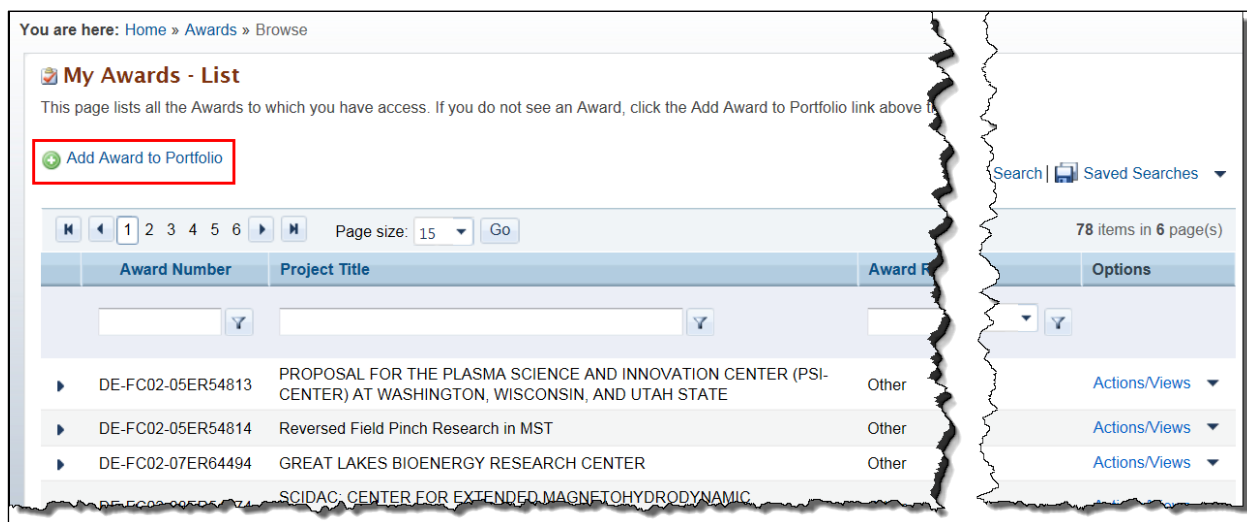 You are here: Home » Awards » Browse
My Awards - List
This page lists all the Awards to which you have access. If you do not see an Award, click the Add Award to Portfolio link above
Add Award to Portfolio
Search | Saved Searches
1 2 3 4 5 6 Page size: 15 Go 78 items in 6 page(s)
Award Number Project Title Award Options
DE-FC02-05ER54813 PROPOSAL FOR THE PLASMA SCIENCE AND INNOVATION CENTER (PSI-
CENTER) AT WASHINGTON, WISCONSIN, AND UTAH STATE Other Actions/Views
DE-FC02-05ER54814 Reversed Field Pinch Research in MST Other Actions/Views
DE-FC02-07ER64494 GREAT LAKES BIOENERGY RESEARCH CENTER Other Actions/Views
SCIDAC: CENTER FOR EXTENDED MAGNETOHYDRODYNAMIC